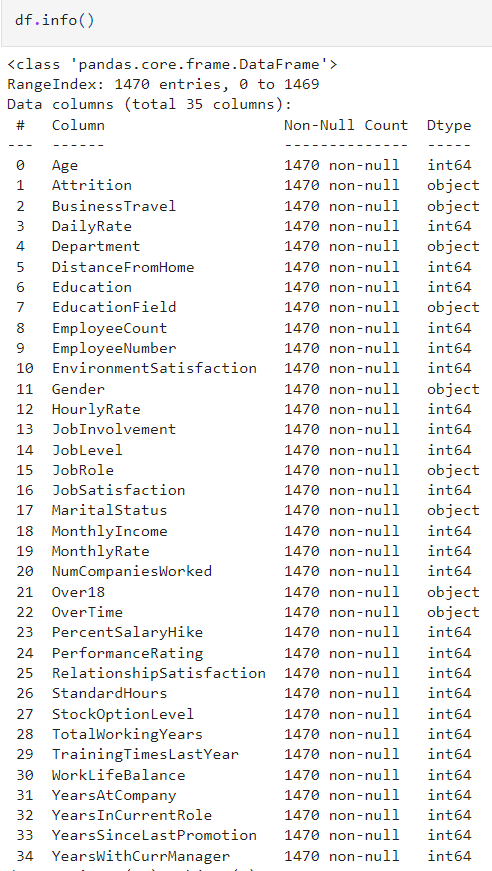 df.info()
<class 'pandas.core.frame.DataFrame'>
RangeIndex: 1470 entries, 0 to 1469
Data columns (total 35 columns):
 #   Column                    Non-Null Count  Dtype
---  ------                    --------------  -----
 0   Age                       1470 non-null   int64
 1   Attrition                 1470 non-null   object
 2   BusinessTravel            1470 non-null   object
 3   DailyRate                 1470 non-null   int64
 4   Department                1470 non-null   object
 5   DistanceFromHome          1470 non-null   int64
 6   Education                 1470 non-null   int64
 7   EducationField            1470 non-null   object
 8   EmployeeCount             1470 non-null   int64
 9   EmployeeNumber            1470 non-null   int64
 10  EnvironmentSatisfaction   1470 non-null   int64
 11  Gender                    1470 non-null   object
 12  HourlyRate                1470 non-null   int64
 13  JobInvolvement            1470 non-null   int64
 14  JobLevel                  1470 non-null   int64
 15  JobRole                   1470 non-null   object
 16  JobSatisfaction           1470 non-null   int64
 17  MaritalStatus             1470 non-null   object
 18  MonthlyIncome             1470 non-null   int64
 19  MonthlyRate               1470 non-null   int64
 20  NumCompaniesWorked        1470 non-null   int64
 21  Over18                    1470 non-null   object
 22  OverTime                  1470 non-null   object
 23  PercentSalaryHike         1470 non-null   int64
 24  PerformanceRating         1470 non-null   int64
 25  RelationshipSatisfaction  1470 non-null   int64
 26  StandardHours             1470 non-null   int64
 27  StockOptionLevel          1470 non-null   int64
 28  TotalWorkingYears         1470 non-null   int64
 29  TrainingTimesLastYear     1470 non-null   int64
 30  WorkLifeBalance           1470 non-null   int64
 31  YearsAtCompany            1470 non-null   int64
 32  YearsInCurrentRole        1470 non-null   int64
 33  YearsSinceLastPromotion   1470 non-null   int64
 34  YearsWithCurrManager      1470 non-null   int64